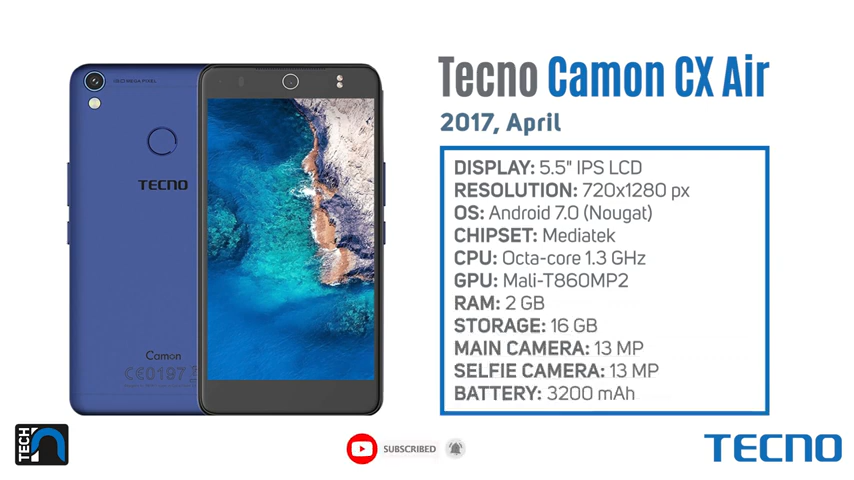 Tecno Camon CX Air
2017, April
DISPLAY: 5.5" IPS LCD
RESOLUTION: 720x1280 px
OS: Android 7.0 (Nougat)
CHIPSET: Mediatek
CPU: Octa-core 1.3 GHz
GPU: Mali-T860MP2
RAM: 2 GB
STORAGE: 16 GB
MAIN CAMERA: 13 MP
SELFIE CAMERA: 13 MP
BATTERY: 3200 mAh
TECNO
Camon
CE0197
TECH
SUBSCRIBED
TECNO